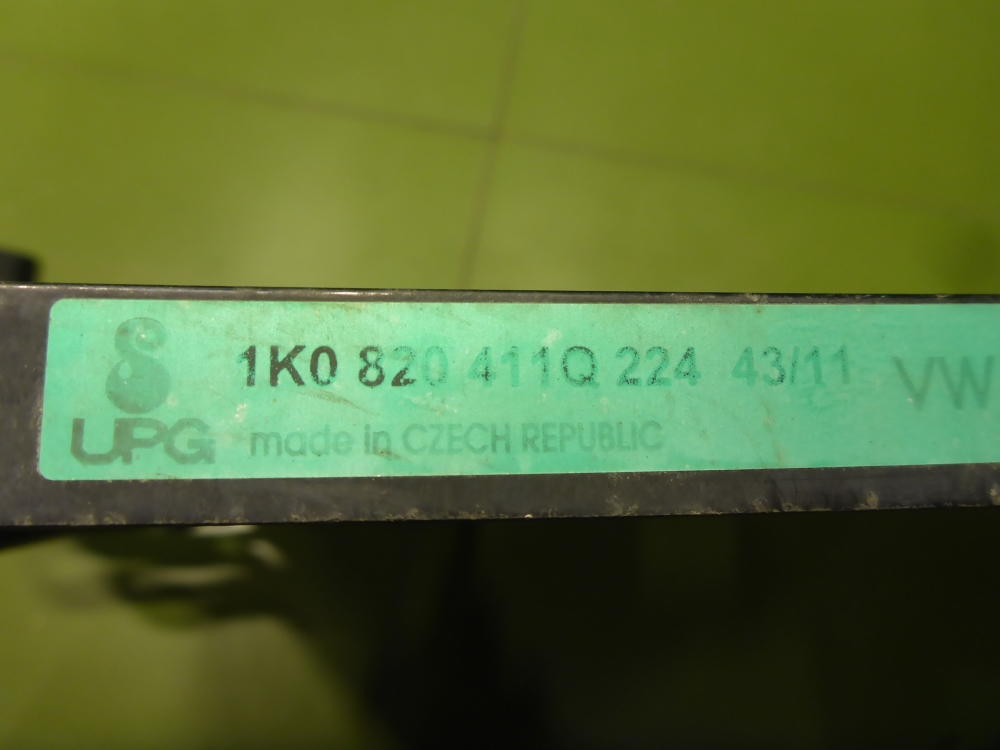 1K0 820 411Q 224 43/11 VW
UPG made in CZECH REPUBLIC